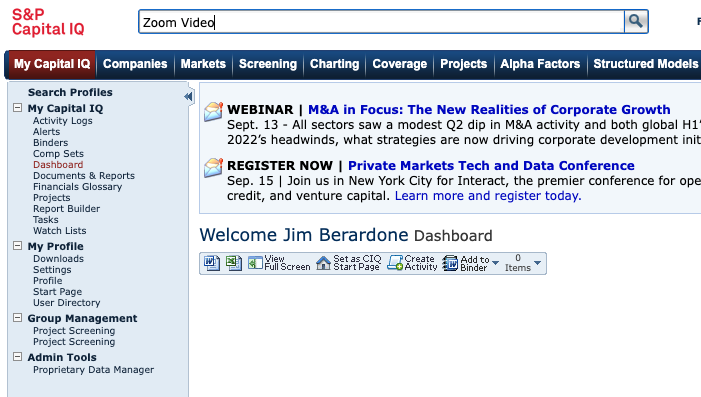 S&P
Capital IQ
Zoom Video
My Capital IQ Companies Markets Screening Charting Coverage Projects Alpha Factors Structured Models
Search Profiles
My Capital IQ
Activity Logs
Alerts
Binders
Comp Sets
Dashboard
Documents & Reports
Financials Glossary
Projects
Report Builder
Tasks
Watch Lists
My Profile
Downloads
Settings
Profile
Start Page
User Directory
Group Management
Project Screening
Project Screening
Admin Tools
Proprietary Data Manager
WEBINAR | M&A in Focus: The New Realities of Corporate Growth
Sept. 13 - All sectors saw a modest Q2 dip in M&A activity and both global H1'
2022's headwinds, what strategies are now driving corporate development init
REGISTER NOW | Private Markets Tech and Data Conference
Sep. 15 | Join us in New York City for Interact, the premier conference for ope
credit, and venture capital. Learn more and register today.
Welcome Jim Berardone Dashboard
View
Full Screen
Set as CIQ
Start Page
Create
Activity
Add to
Binder
0
Items